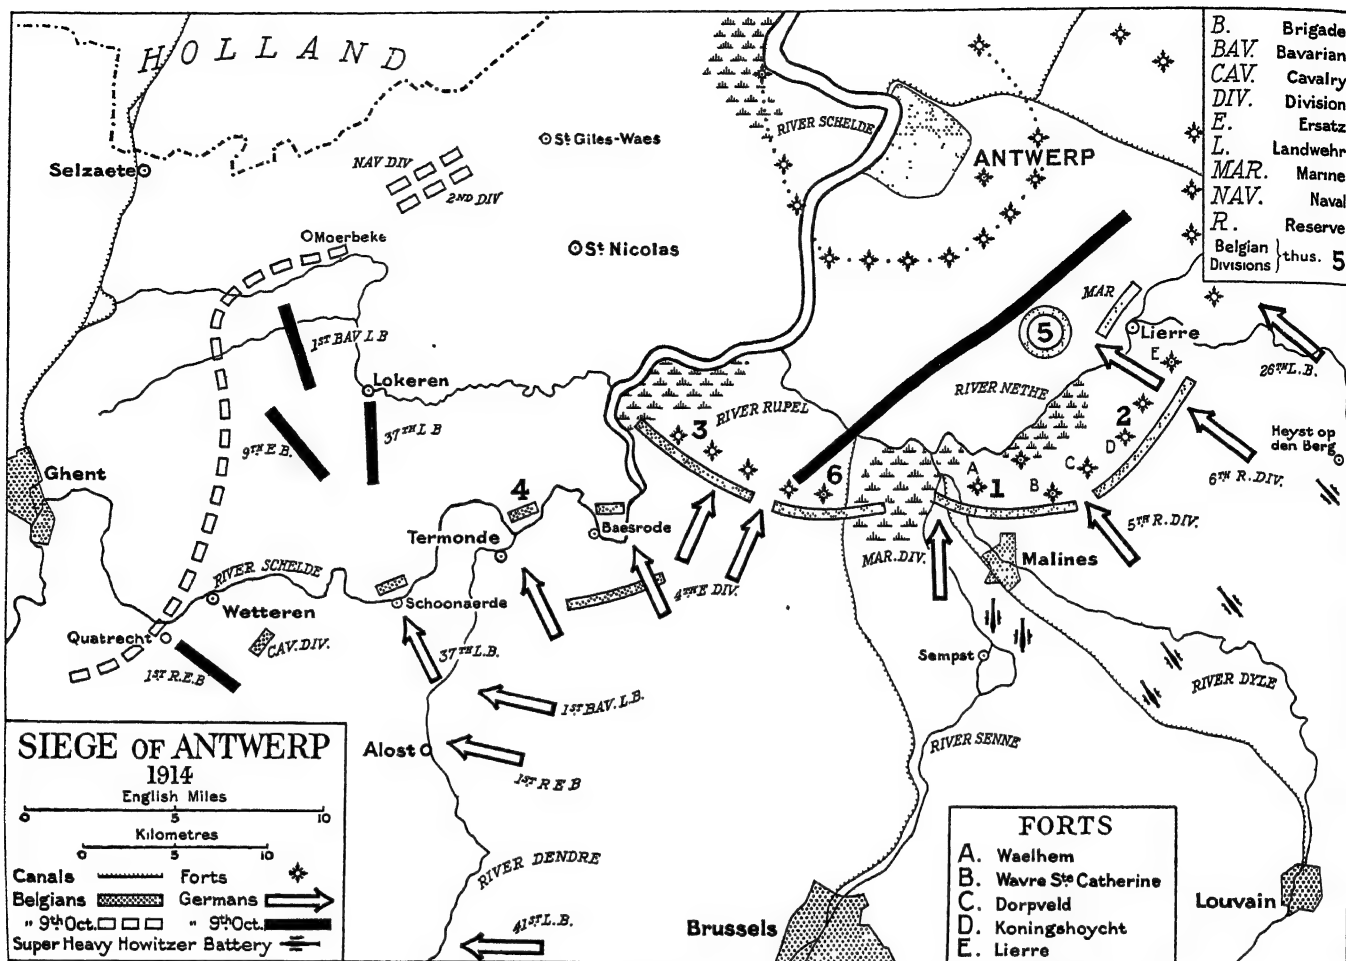 HOLLAND
B. Brigade
BAV. Bavarian
CAV. Cavalry
DIV. Division
E. Ersatz
L. Landwehr
MAR. Marine
NAV. Naval
R. Reserve
Belgian Divisions } thus. 5
RIVER SCHELDE
ANTWERP
St. Giles-Waes
Selzaete
NAV. DIV
2ND DIV
Moerbeke
St. Nicolas
MAR
5
Lierre
E
26TH L.B.
1ST BAV. L B
Lokeren
37TH L B
9TH E B.
RIVER NETHE
RIVER RUPEL
3
2
D
C
Heyst op
den Berg
6TH R. DIV.
Ghent
4
6
A
B
1
5TH R. DIV.
Termonde
Baesrode
MAR. DIV.
Malines
RIVER SCHELDE
Wetteren
Schoonaerde
4TH E DIV.
Quatrecht
CAV. DIV.
1ST R.E.B
37TH L.B.
Sempst
1ST BAV. L.B.
RIVER DYLE
RIVER SENNE
Alost
1ST R E B
RIVER DENDRE
41ST L.B.
Brussels
Louvain
SIEGE OF ANTWERP
1914
English Miles
0 5 10
Kilometres
0 5 10
Canals Forts
Belgians Germans
" 9th Oct. " 9th Oct.
Super Heavy Howitzer Battery
FORTS
A. Waelhem
B. Wavre Ste Catherine
C. Dorpveld
D. Koningshoycht
E. Lierre